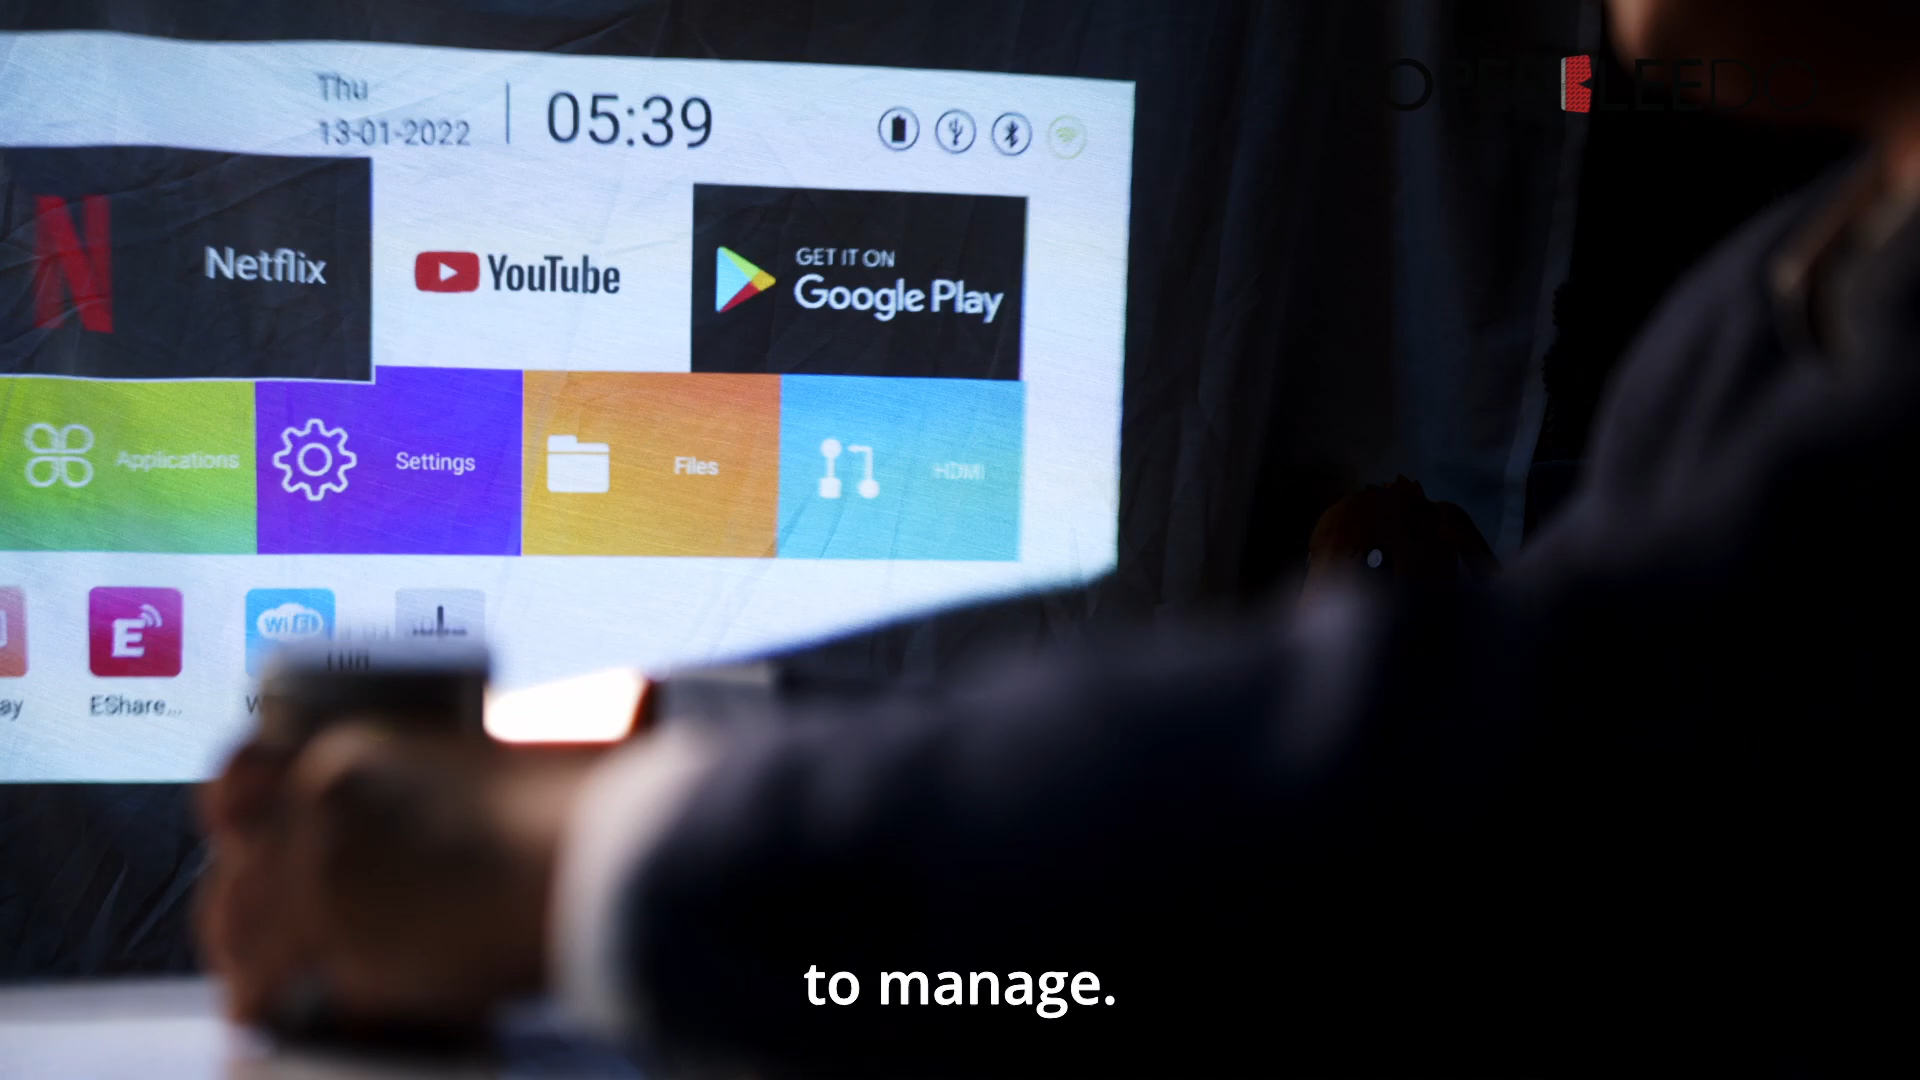 Thu
13-01-2022
05:39
Netflix
YouTube
GET IT ON
Google Play
Applications
Settings
Files
HDMI
E
WiFi
ay
EShare...
W
to manage.